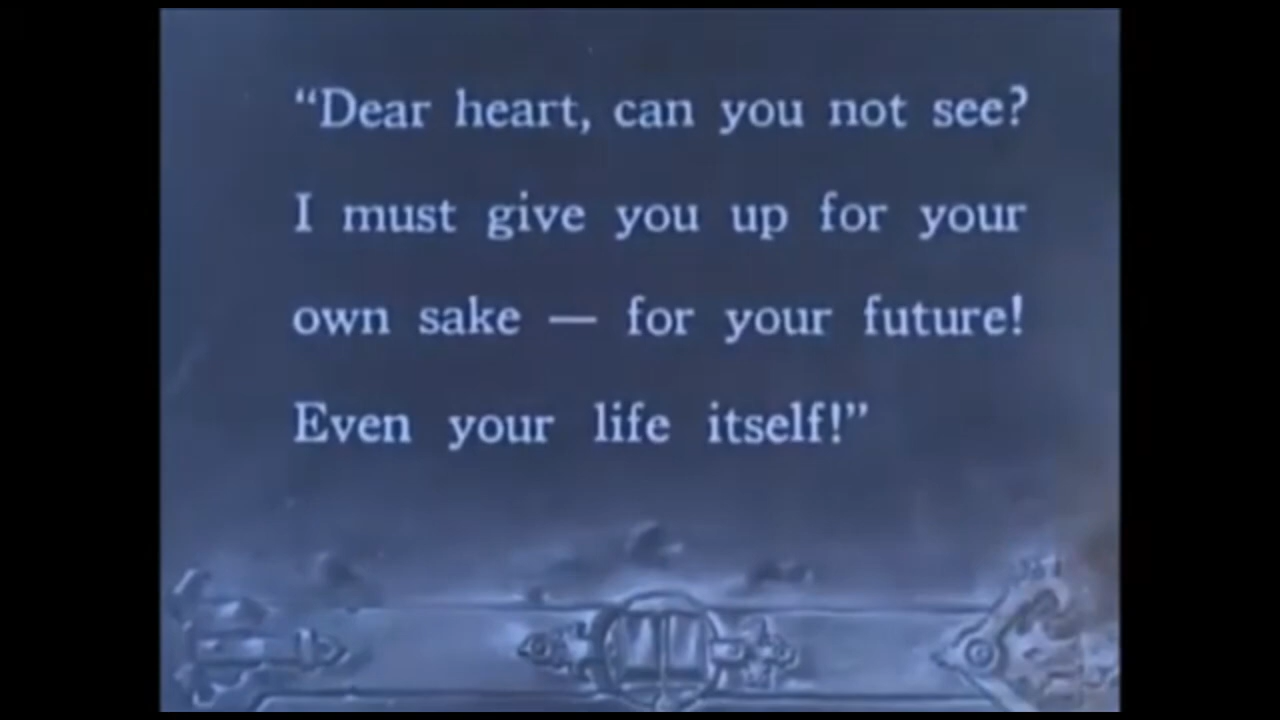 “Dear heart, can you not see?
I must give you up for your
own sake — for your future!
Even your life itself!”